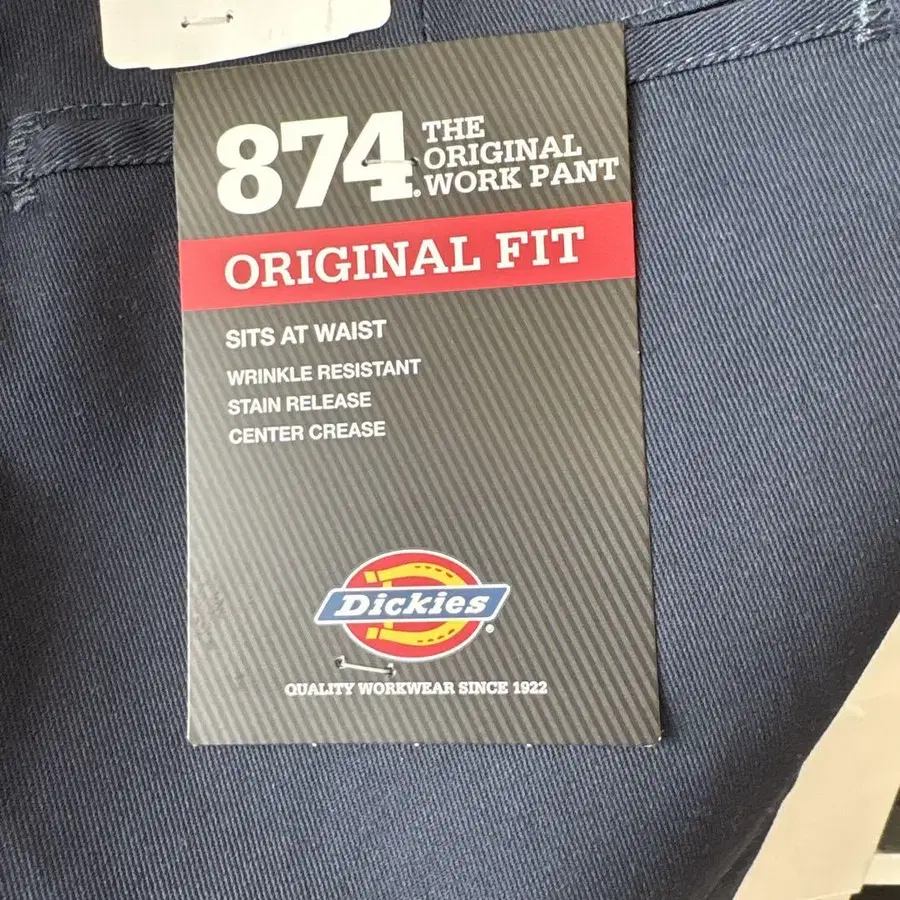 874® THE
ORIGINAL
WORK PANT
ORIGINAL FIT
SITS AT WAIST
WRINKLE RESISTANT
STAIN RELEASE
CENTER CREASE
Dickies®
QUALITY WORKWEAR SINCE 1922